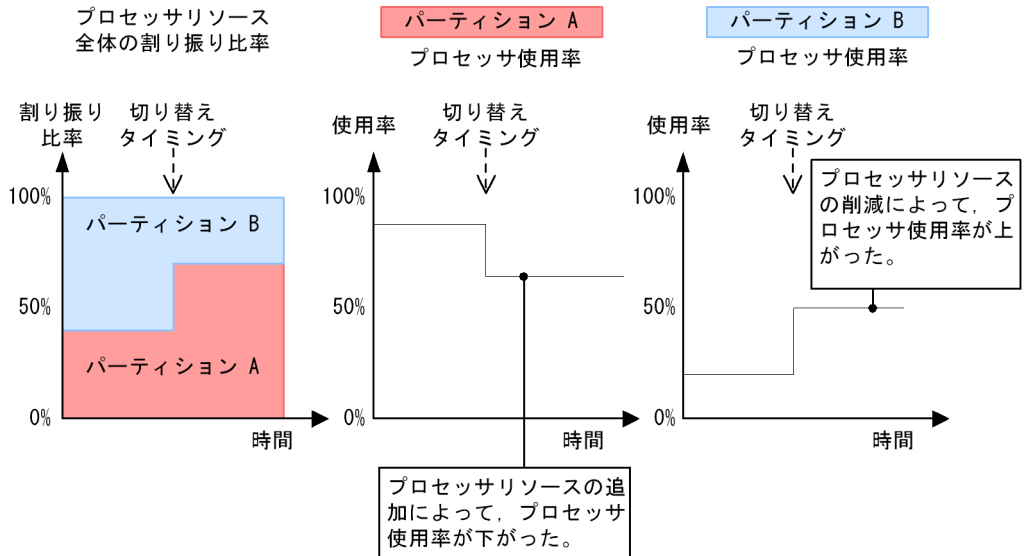 プロセッサリソース
全体の割り振り比率
割り振り
比率
切り替え
タイミング
100%
50%
0%
パーティション B
パーティション A
時間
パーティション A
プロセッサ使用率
使用率
切り替え
タイミング
100%
50%
0%
時間
プロセッサリソースの追
加によって，プロセッサ
使用率が下がった。
パーティション B
プロセッサ使用率
使用率
切り替え
タイミング
100%
50%
0%
時間
プロセッサリソース
の削減によって，プ
ロセッサ使用率が上
がった。